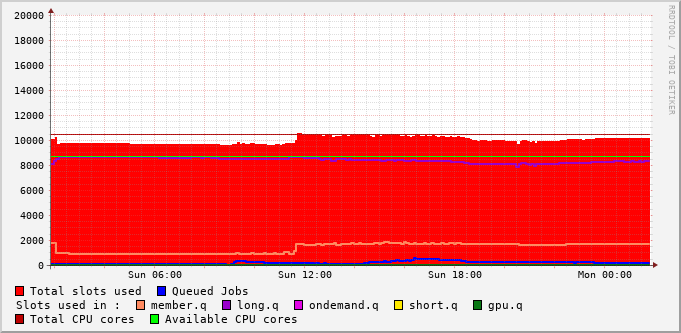 20000
18000
16000
14000
12000
10000
8000
6000
4000
2000
0
Sun 06:00 Sun 12:00 Sun 18:00 Mon 00:00
Total slots used Queued Jobs
Slots used in : member.q long.q ondemand.q short.q gpu.q
Total CPU cores Available CPU cores
RRDTOOL / TOBI OETIKER